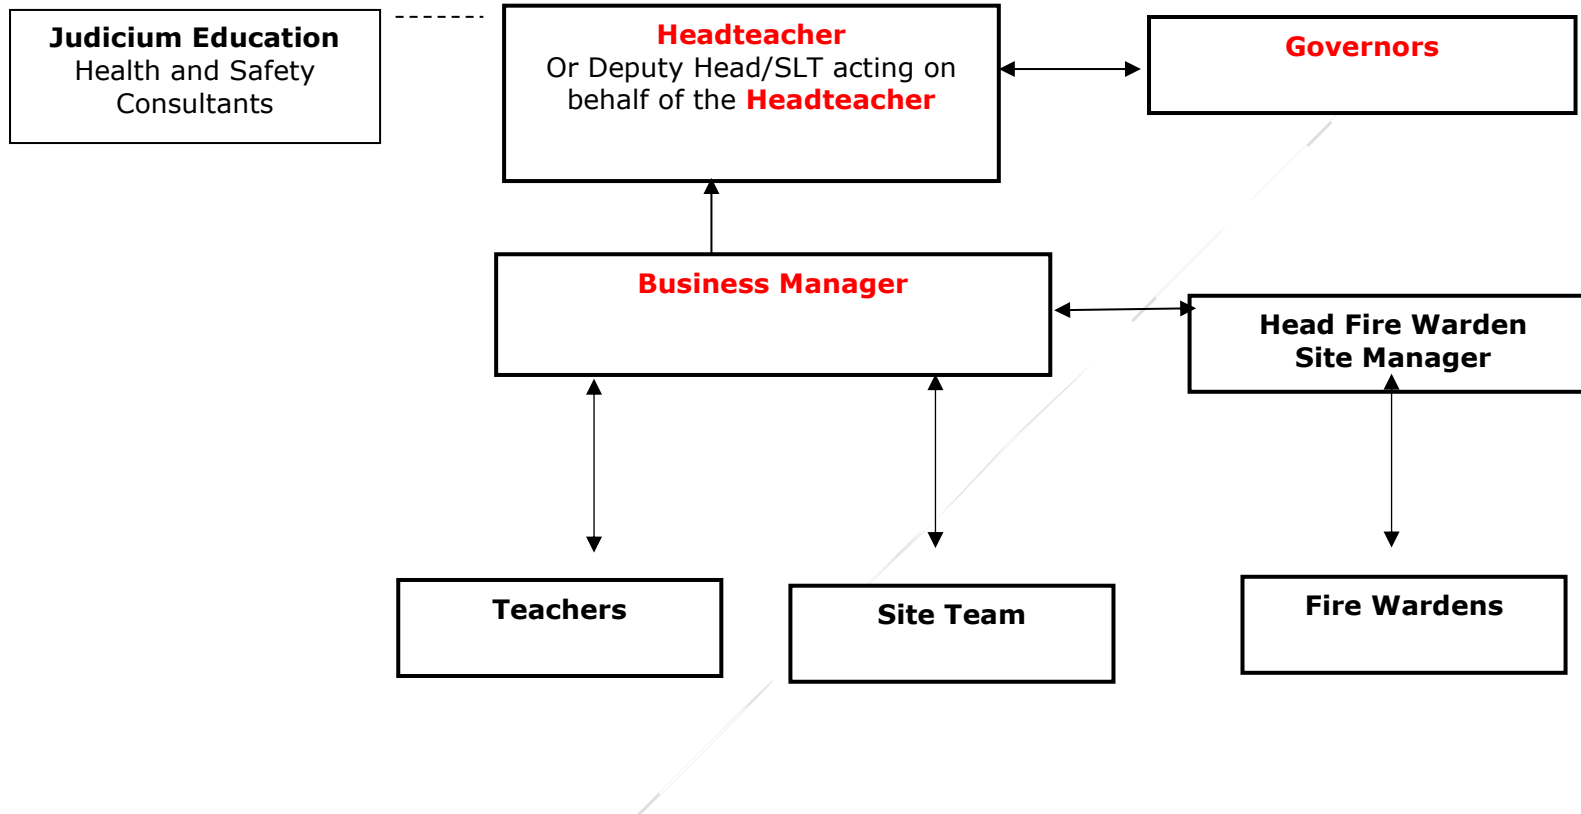 Judicium Education
Health and Safety
Consultants
Headteacher
Or Deputy Head/SLT acting on
behalf of the Headteacher
Governors
Business Manager
Head Fire Warden
Site Manager
Teachers
Site Team
Fire Wardens